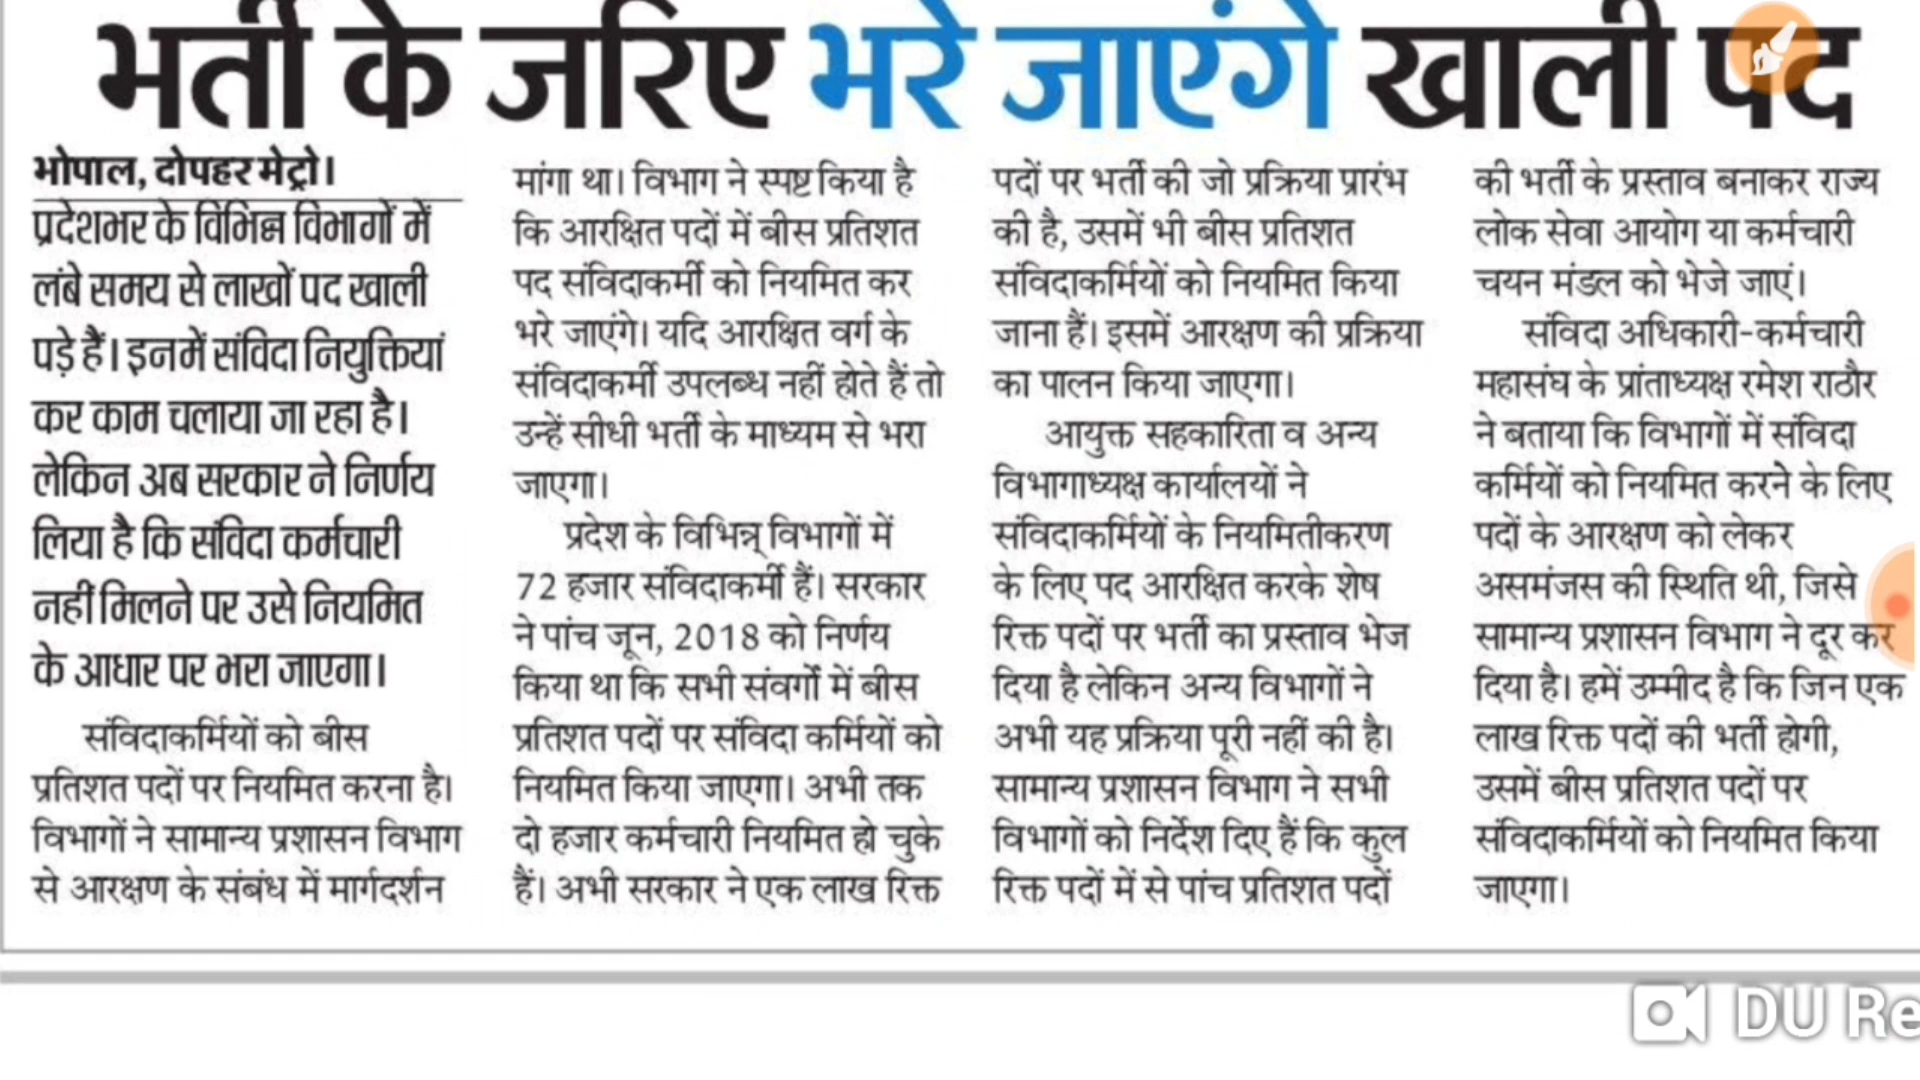 भर्ती के जरिए भरे जाएंगे खाली पद
भोपाल, दोपहर मेट्रो।
प्रदेशभर के विभिन्न विभागों में
लंबे समय से लाखों पद खाली
पड़े हैं। इनमें संविदा नियुक्तियां
कर काम चलाया जा रहा है।
लेकिन अब सरकार ने निर्णय
लिया है कि संविदा कर्मचारी
नहीं मिलने पर उसे नियमित
के आधार पर भरा जाएगा।
संविदाकर्मियों को बीस
प्रतिशत पदों पर नियमित करना है।
विभागों ने सामान्य प्रशासन विभाग
से आरक्षण के संबंध में मार्गदर्शन
मांगा था। विभाग ने स्पष्ट किया है
कि आरक्षित पदों में बीस प्रतिशत
पद संविदाकर्मी को नियमित कर
भरे जाएंगे। यदि आरक्षित वर्ग के
संविदाकर्मी उपलब्ध नहीं होते हैं तो
उन्हें सीधी भर्ती के माध्यम से भरा
जाएगा।
प्रदेश के विभिन्न् विभागों में
72 हजार संविदाकर्मी हैं। सरकार
ने पांच जून, 2018 को निर्णय
किया था कि सभी संवर्गों में बीस
प्रतिशत पदों पर संविदा कर्मियों को
नियमित किया जाएगा। अभी तक
दो हजार कर्मचारी नियमित हो चुके
हैं। अभी सरकार ने एक लाख रिक्त
पदों पर भर्ती की जो प्रक्रिया प्रारंभ
की है, उसमें भी बीस प्रतिशत
संविदाकर्मियों को नियमित किया
जाना हैं। इसमें आरक्षण की प्रक्रिया
का पालन किया जाएगा।
आयुक्त सहकारिता व अन्य
विभागाध्यक्ष कार्यालयों ने
संविदाकर्मियों के नियमितीकरण
के लिए पद आरक्षित करके शेष
रिक्त पदों पर भर्ती का प्रस्ताव भेज
दिया है लेकिन अन्य विभागों ने
अभी यह प्रक्रिया पूरी नहीं की है।
सामान्य प्रशासन विभाग ने सभी
विभागों को निर्देश दिए हैं कि कुल
रिक्त पदों में से पांच प्रतिशत पदों
की भर्ती के प्रस्ताव बनाकर राज्य
लोक सेवा आयोग या कर्मचारी
चयन मंडल को भेजे जाएं।
संविदा अधिकारी-कर्मचारी
महासंघ के प्रांताध्यक्ष रमेश राठौर
ने बताया कि विभागों में संविदा
कर्मियों को नियमित करने के लिए
पदों के आरक्षण को लेकर
असमंजस की स्थिति थी, जिसे
सामान्य प्रशासन विभाग ने दूर कर
दिया है। हमें उम्मीद है कि जिन एक
लाख रिक्त पदों की भर्ती होगी,
उसमें बीस प्रतिशत पदों पर
संविदाकर्मियों को नियमित किया
जाएगा।
DU Re